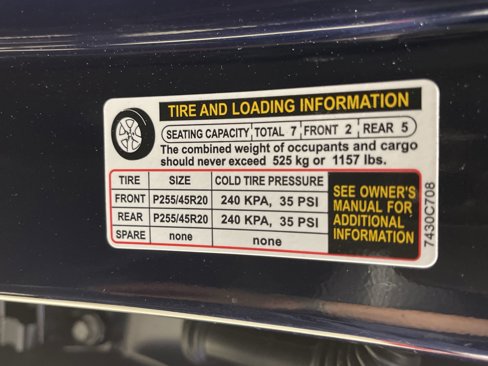 TIRE AND LOADING INFORMATION
SEATING CAPACITY TOTAL 7 FRONT 2 REAR 5
The combined weight of occupants and cargo
should never exceed 525 kg or 1157 lbs.
TIRE SIZE COLD TIRE PRESSURE
FRONT P255/45R20 240 KPA, 35 PSI
REAR P255/45R20 240 KPA, 35 PSI
SPARE none none
SEE OWNER'S
MANUAL FOR
ADDITIONAL
INFORMATION
7430C708